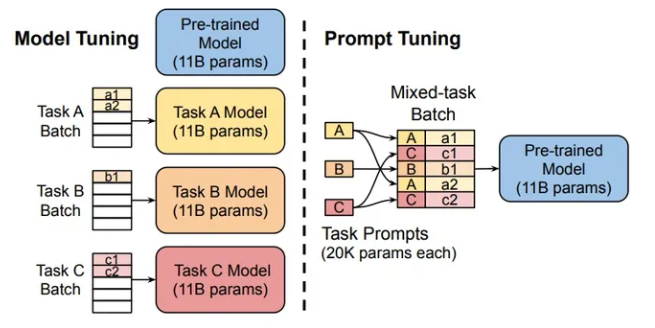 Model Tuning
Pre-trained
Model
(11B params)
Task A
Batch
a1
a2
Task A Model
(11B params)
Task B
Batch
b1
Task B Model
(11B params)
Task C
Batch
c1
c2
Task C Model
(11B params)
Prompt Tuning
Mixed-task
Batch
A
B
C
A a1
C c1
B b1
A a2
C c2
Pre-trained
Model
(11B params)
Task Prompts
(20K params each)